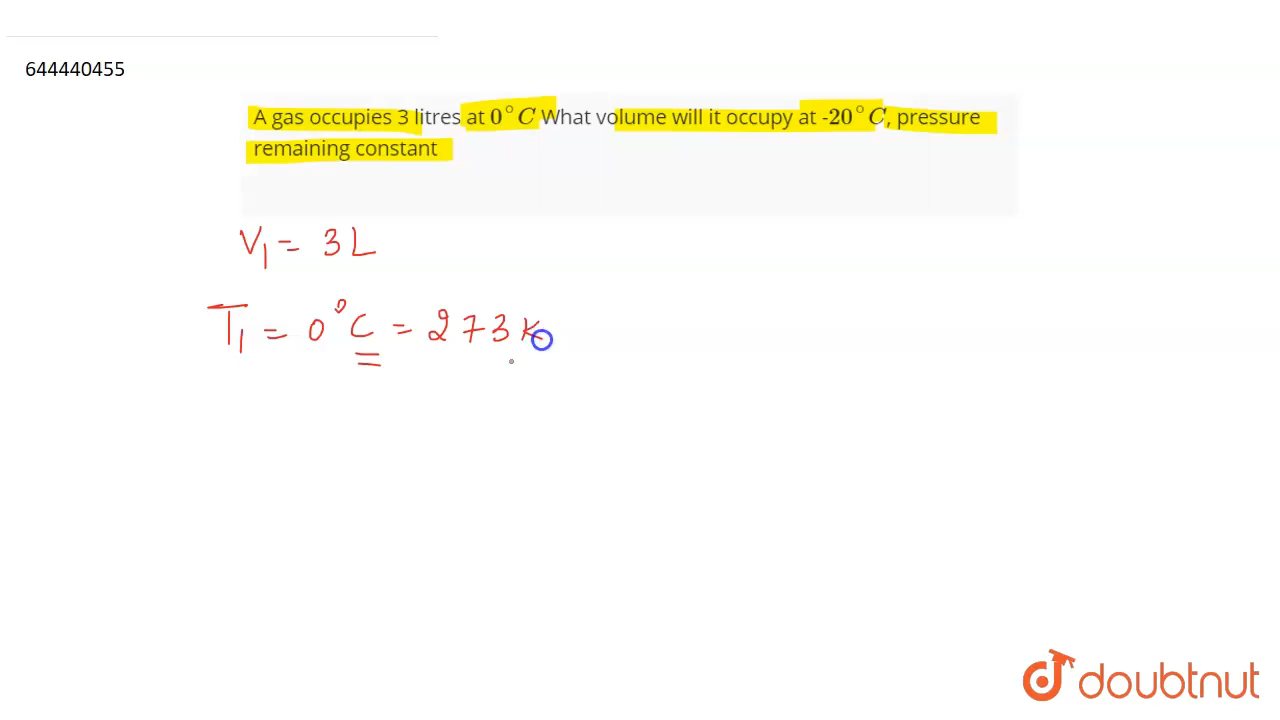 644440455
A gas occupies 3 litres at 0°C What volume will it occupy at -20°C, pressure
remaining constant
V₁ = 3 L
T₁ = 0°C = 273 K
doubtnut